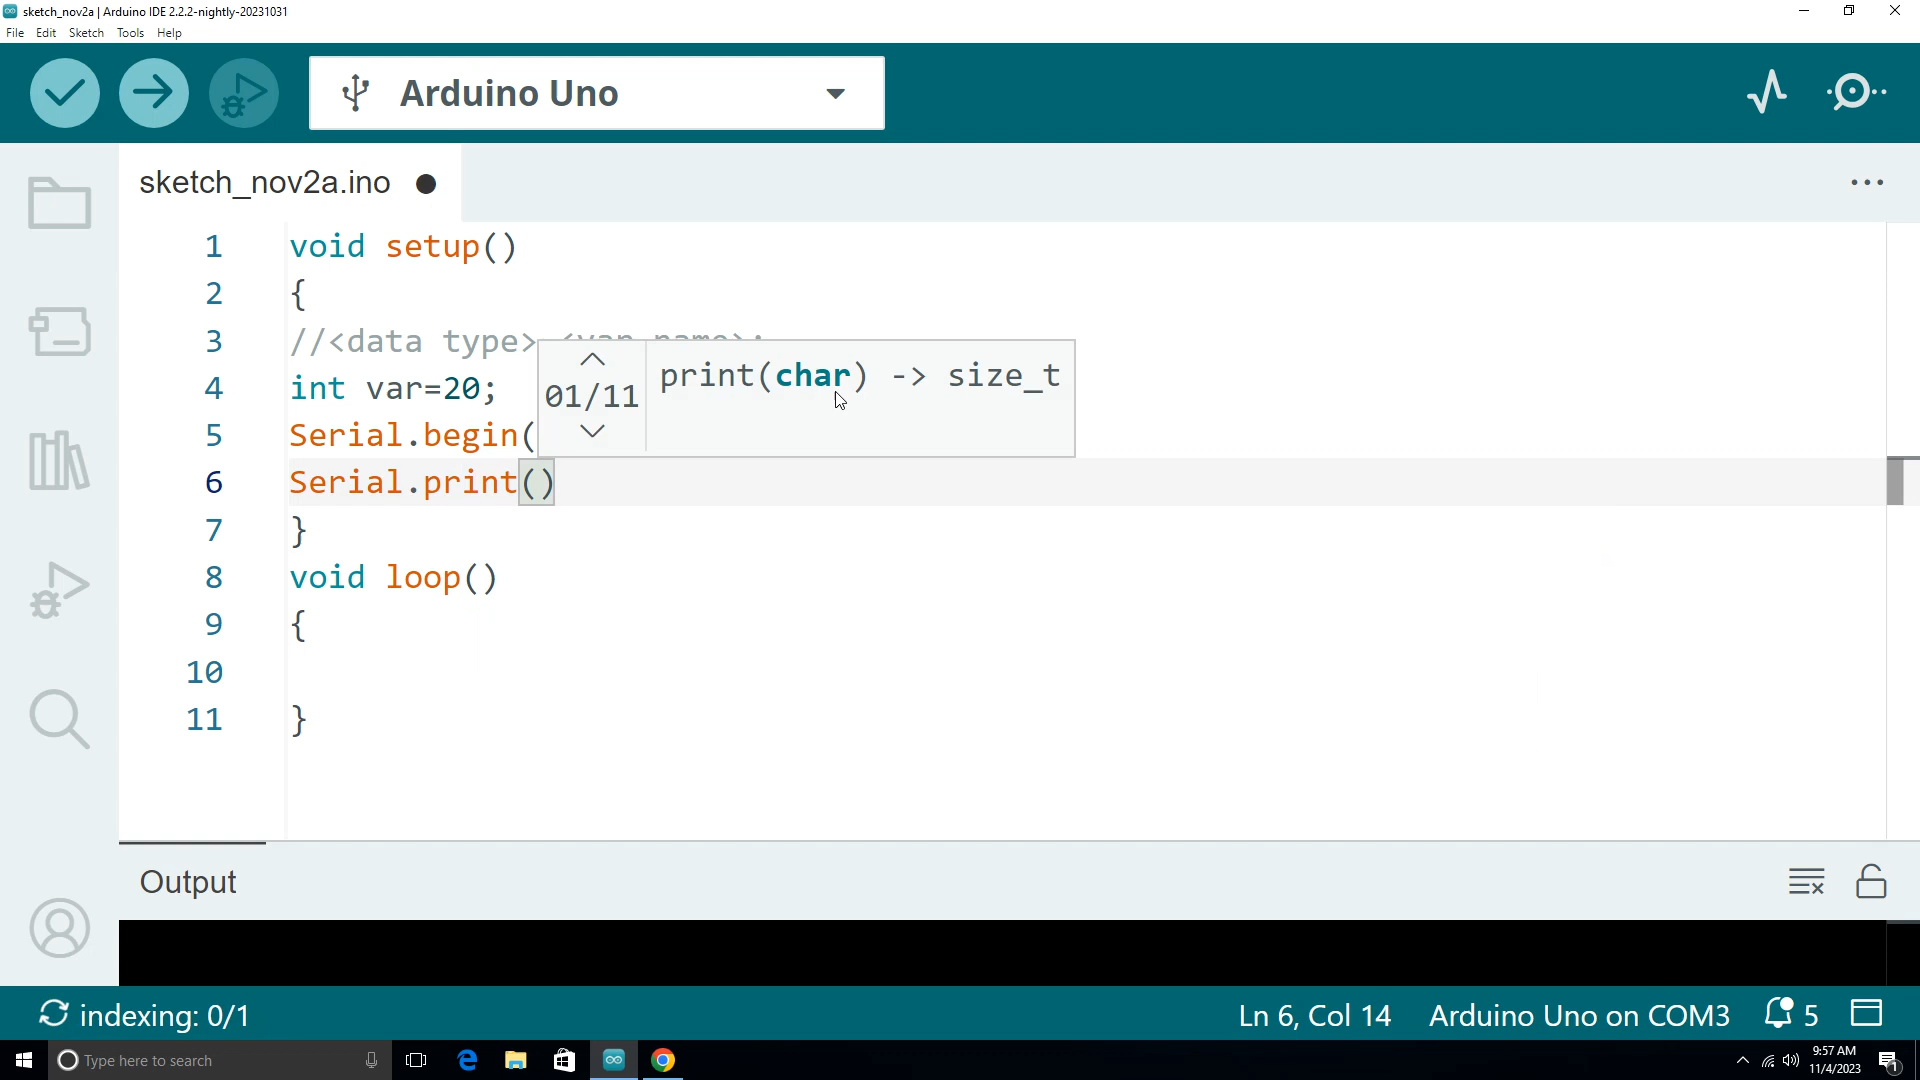 sketch_nov2a | Arduino IDE 2.2.2-nightly-20231031
File Edit Sketch Tools Help
Arduino Uno
sketch_nov2a.ino
1 void setup()
2 {
3 //<data type> <var name>;
4 int var=20;
5 Serial.begin(
01/11 print(char) -> size_t
6 Serial.print()
7 }
8 void loop()
9 {
10
11 }
Output
indexing: 0/1 Ln 6, Col 14 Arduino Uno on COM3 5
Type here to search
9:57 AM
11/4/2023
1